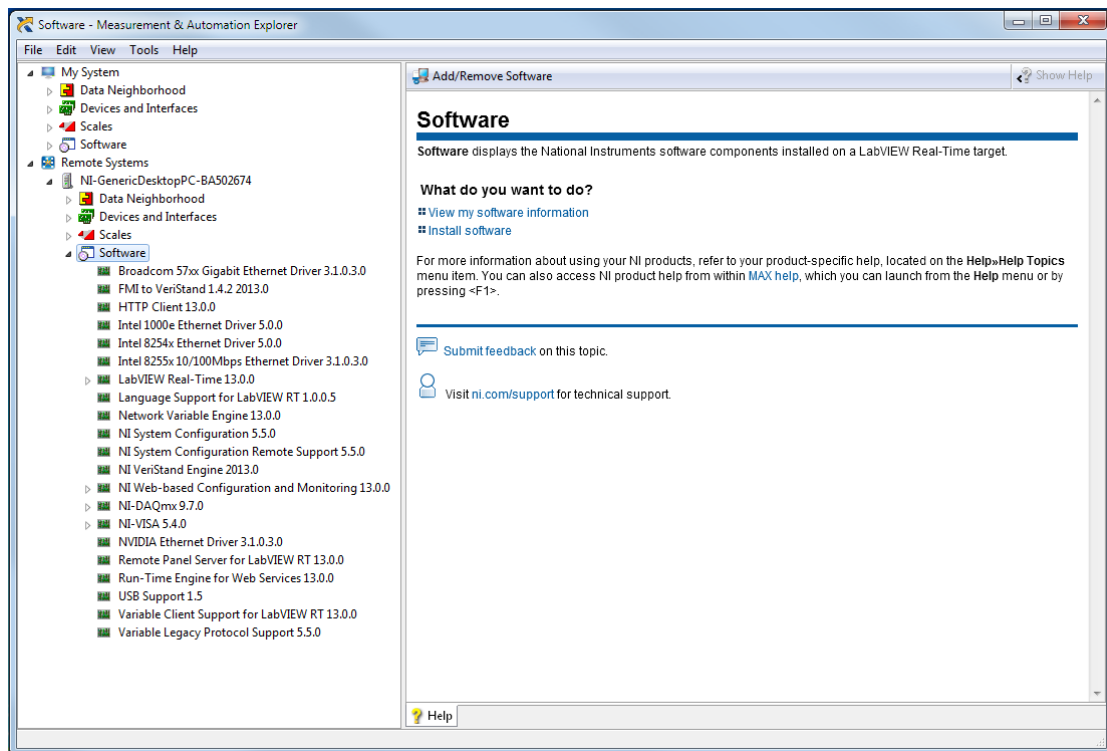 Software - Measurement & Automation Explorer
File Edit View Tools Help
My System
Data Neighborhood
Devices and Interfaces
Scales
Software
Remote Systems
NI-GenericDesktopPC-BA502674
Data Neighborhood
Devices and Interfaces
Scales
Software
Broadcom 57xx Gigabit Ethernet Driver 3.1.0.3.0
FMI to VeriStand 1.4.2 2013.0
HTTP Client 13.0.0
Intel 1000e Ethernet Driver 5.0.0
Intel 8254x Ethernet Driver 5.0.0
Intel 8255x 10/100Mbps Ethernet Driver 3.1.0.3.0
LabVIEW Real-Time 13.0.0
Language Support for LabVIEW RT 1.0.0.5
Network Variable Engine 13.0.0
NI System Configuration 5.5.0
NI System Configuration Remote Support 5.5.0
NI VeriStand Engine 2013.0
NI Web-based Configuration and Monitoring 13.0.0
NI-DAQmx 9.7.0
NI-VISA 5.4.0
NVIDIA Ethernet Driver 3.1.0.3.0
Remote Panel Server for LabVIEW RT 13.0.0
Run-Time Engine for Web Services 13.0.0
USB Support 1.5
Variable Client Support for LabVIEW RT 13.0.0
Variable Legacy Protocol Support 5.5.0
Add/Remove Software
Show Help
Software
Software displays the National Instruments software components installed on a LabVIEW Real-Time target.
What do you want to do?
View my software information
Install software
For more information about using your NI products, refer to your product-specific help, located on the Help»Help Topics
menu item. You can also access NI product help from within MAX help, which you can launch from the Help menu or by
pressing <F1>.
Submit feedback on this topic.
Visit ni.com/support for technical support.
Help